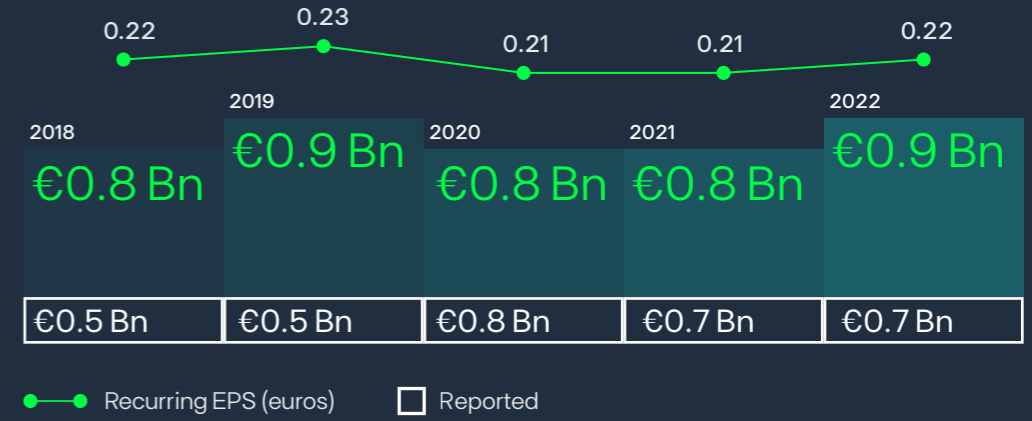 0.22
0.23
0.21
0.21
0.22
2018
2019
2020
2021
2022
€0.8 Bn
€0.9 Bn
€0.8 Bn
€0.8 Bn
€0.9 Bn
€0.5 Bn
€0.5 Bn
€0.8 Bn
€0.7 Bn
€0.7 Bn
Recurring EPS (euros)
Reported